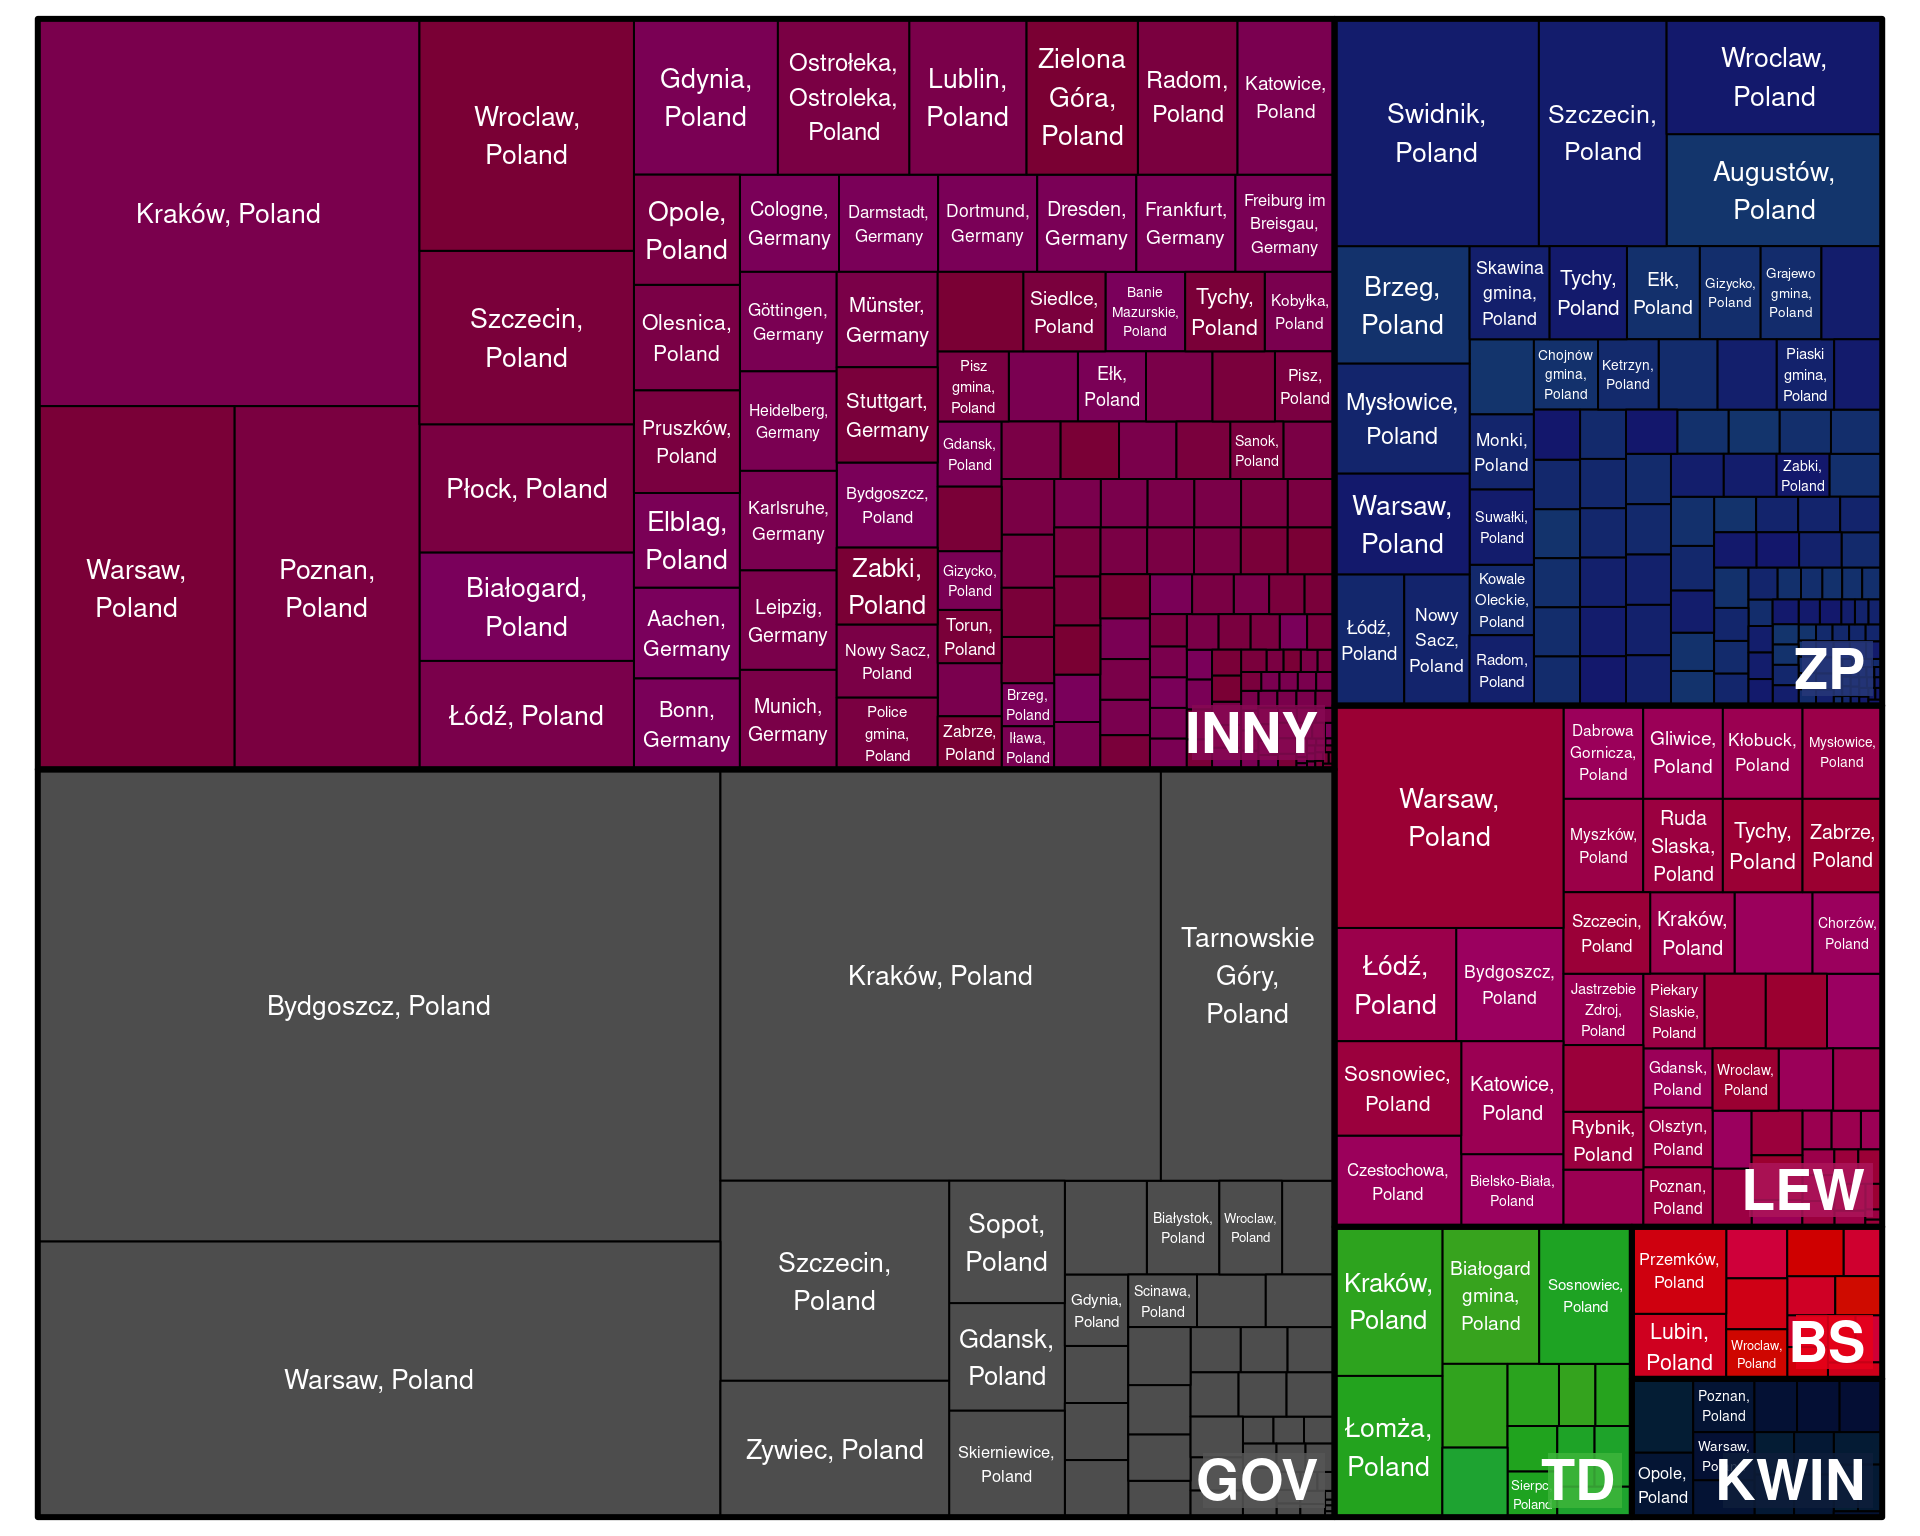 Kraków, Poland
Warsaw,
Poland
Poznan,
Poland
Wroclaw,
Poland
Szczecin,
Poland
Płock, Poland
Białogard,
Poland
Łódź, Poland
Gdynia,
Poland
Ostrołeka,
Ostroleka,
Poland
Lublin,
Poland
Zielona
Góra,
Poland
Radom,
Poland
Katowice,
Poland
Opole,
Poland
Olesnica,
Poland
Pruszków,
Poland
Elblag,
Poland
Aachen,
Germany
Bonn,
Germany
Cologne,
Germany
Darmstadt,
Germany
Dortmund,
Germany
Dresden,
Germany
Frankfurt,
Germany
Freiburg im
Breisgau,
Germany
Göttingen,
Germany
Heidelberg,
Germany
Karlsruhe,
Germany
Leipzig,
Germany
Munich,
Germany
Münster,
Germany
Stuttgart,
Germany
Bydgoszcz,
Poland
Zabki,
Poland
Nowy Sacz,
Poland
Police
gmina,
Poland
Siedlce,
Poland
Banie
Mazurskie,
Poland
Tychy,
Poland
Kobyłka,
Poland
Pisz
gmina,
Poland
Ełk,
Poland
Pisz,
Poland
Gdansk,
Poland
Sanok,
Poland
Gizycko,
Poland
Torun,
Poland
Zabrze,
Poland
Brzeg,
Poland
Iława,
Poland
INNY
Swidnik,
Poland
Szczecin,
Poland
Wroclaw,
Poland
Augustów,
Poland
Brzeg,
Poland
Mysłowice,
Poland
Warsaw,
Poland
Łódź,
Poland
Nowy
Sacz,
Poland
Skawina
gmina,
Poland
Tychy,
Poland
Ełk,
Poland
Gizycko,
Poland
Grajewo
gmina,
Poland
Chojnów
gmina,
Poland
Ketrzyn,
Poland
Piaski
gmina,
Poland
Monki,
Poland
Zabki,
Poland
Suwałki,
Poland
Kowale
Oleckie,
Poland
Radom,
Poland
ZP
Bydgoszcz, Poland
Warsaw, Poland
Kraków, Poland
Tarnowskie
Góry,
Poland
Szczecin,
Poland
Zywiec, Poland
Sopot,
Poland
Gdansk,
Poland
Skierniewice,
Poland
Białystok,
Poland
Wroclaw,
Poland
Gdynia,
Poland
Scinawa,
Poland
GOV
Warsaw,
Poland
Łódź,
Poland
Bydgoszcz,
Poland
Sosnowiec,
Poland
Czestochowa,
Poland
Katowice,
Poland
Bielsko-Biała,
Poland
Dabrowa
Gornicza,
Poland
Gliwice,
Poland
Kłobuck,
Poland
Mysłowice,
Poland
Myszków,
Poland
Ruda
Slaska,
Poland
Tychy,
Poland
Zabrze,
Poland
Szczecin,
Poland
Kraków,
Poland
Chorzów,
Poland
Jastrzebie
Zdroj,
Poland
Piekary
Slaskie,
Poland
Gdansk,
Poland
Wroclaw,
Poland
Rybnik,
Poland
Olsztyn,
Poland
Poznan,
Poland
LEW
Kraków,
Poland
Łomża,
Poland
Białogard
gmina,
Poland
Sosnowiec,
Poland
Poland
TD
Przemków,
Poland
Lubin,
Poland
Wroclaw,
Poland
BS
Poznan,
Poland
Warsaw,
Opole,
Poland
KWIN